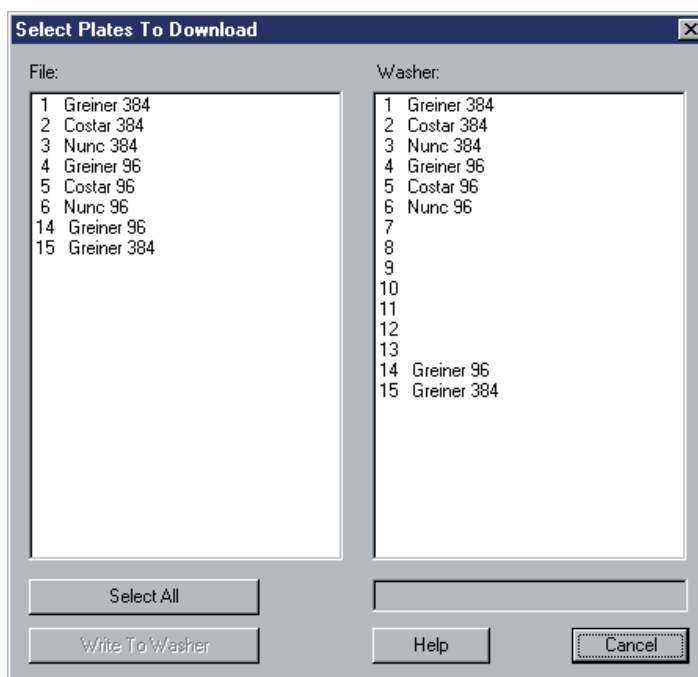 Select Plates To Download
File:
1 Greiner 384
2 Costar 384
3 Nunc 384
4 Greiner 96
5 Costar 96
6 Nunc 96
14 Greiner 96
15 Greiner 384
Select All
Write To Washer
Washer:
1 Greiner 384
2 Costar 384
3 Nunc 384
4 Greiner 96
5 Costar 96
6 Nunc 96
7
8
9
10
11
12
13
14 Greiner 96
15 Greiner 384
Help
Cancel